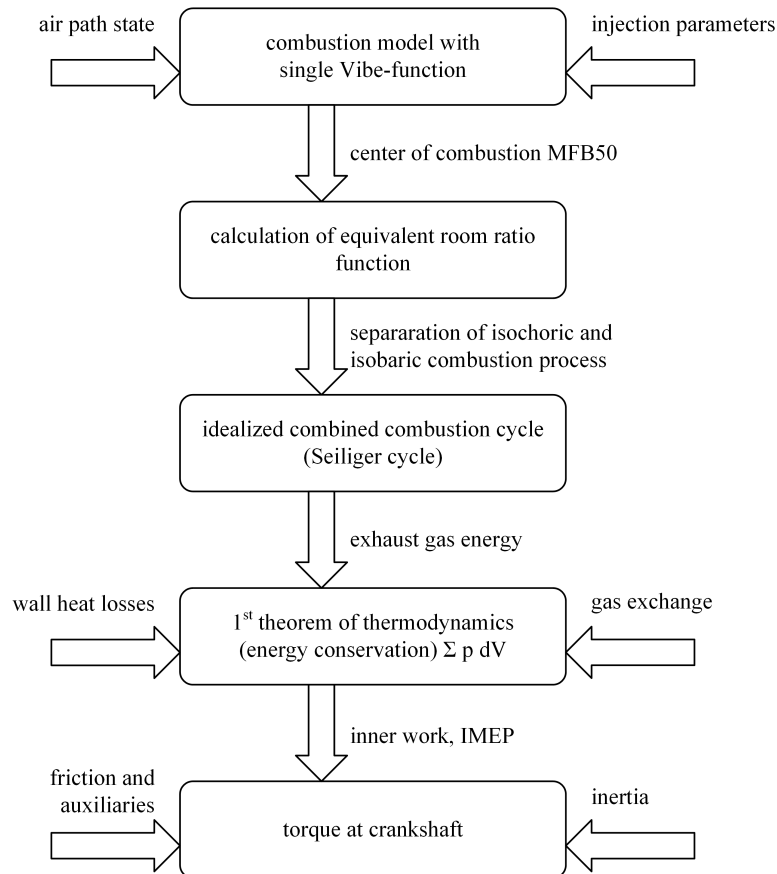 air path state
combustion model with
single Vibe-function
injection parameters
center of combustion MFB50
calculation of equivalent room ratio
function
separaration of isochoric and
isobaric combustion process
idealized combined combustion cycle
(Seiliger cycle)
exhaust gas energy
wall heat losses
1st theorem of thermodynamics
(energy conservation) Σ p dV
gas exchange
inner work, IMEP
friction and
auxiliaries
torque at crankshaft
inertia